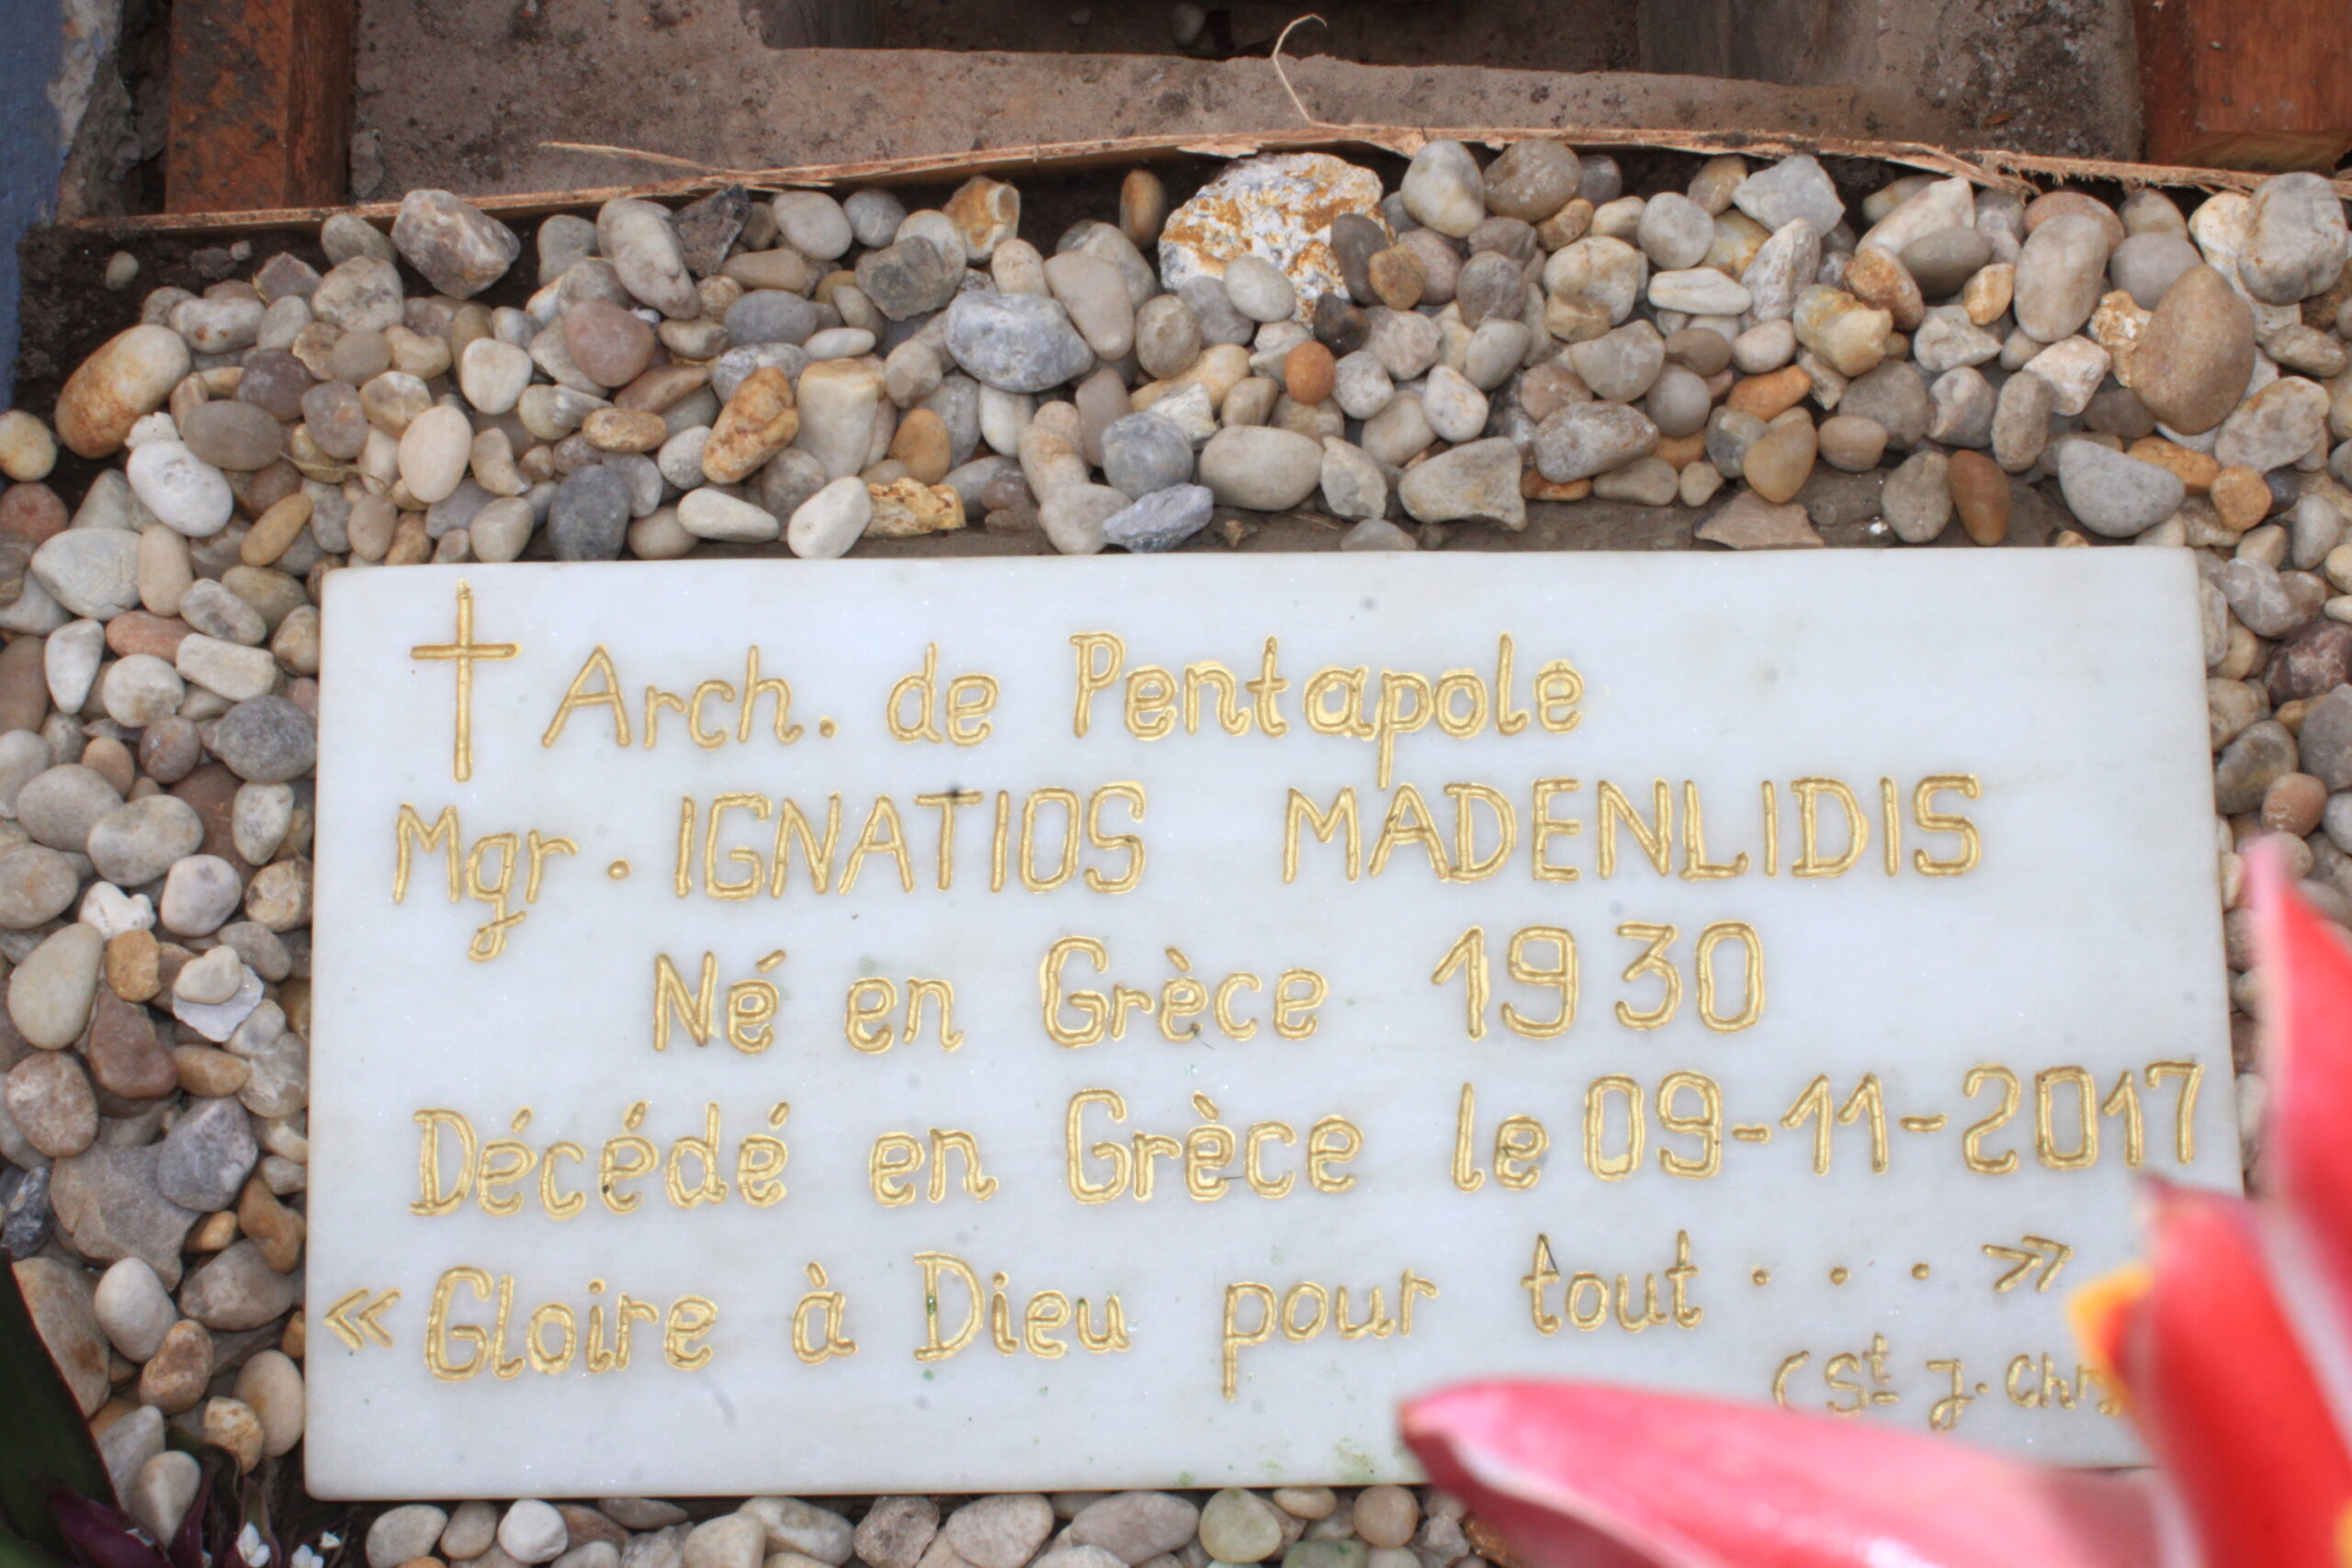 Arch. de Pentapole
Mgr. IGNATIOS MADENLIDIS
Né en Grèce 1930
Décédé en Grèce le 09-11-2017
« Gloire à Dieu pour tout . . . »
(St J.